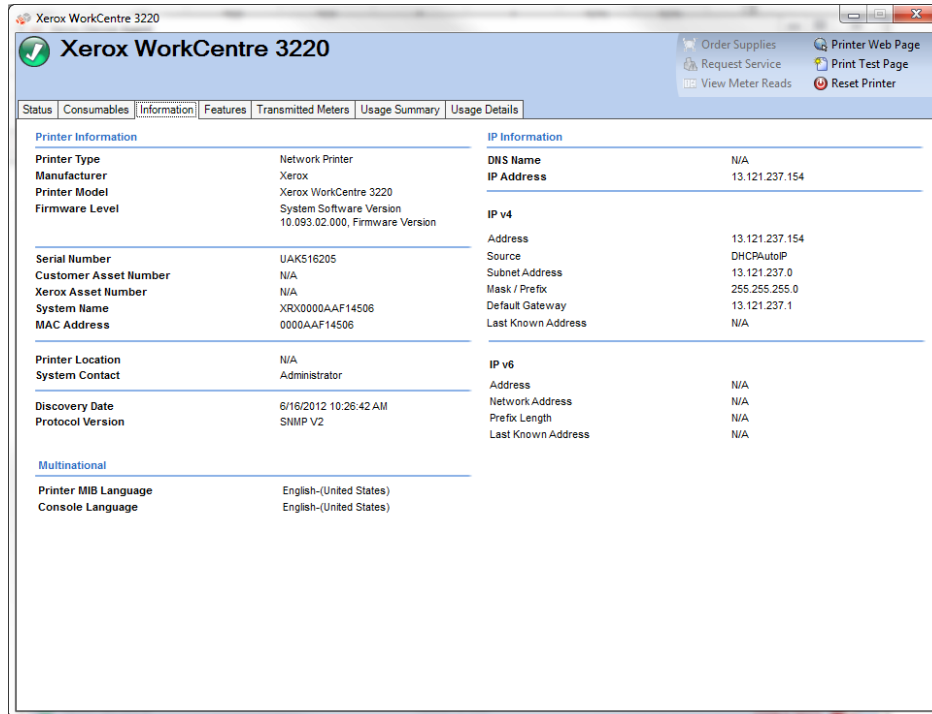 Xerox WorkCentre 3220
Xerox WorkCentre 3220
Order Supplies Printer Web Page
Request Service Print Test Page
View Meter Reads Reset Printer
Status Consumables Information Features Transmitted Meters Usage Summary Usage Details
Printer Information
Printer Type Network Printer
Manufacturer Xerox
Printer Model Xerox WorkCentre 3220
Firmware Level System Software Version
10.093.02.000, Firmware Version
Serial Number UAK516205
Customer Asset Number N/A
Xerox Asset Number N/A
System Name XRX0000AAF14506
MAC Address 0000AAF14506
Printer Location N/A
System Contact Administrator
Discovery Date 6/16/2012 10:26:42 AM
Protocol Version SNMP V2
Multinational
Printer MIB Language English-(United States)
Console Language English-(United States)
IP Information
DNS Name N/A
IP Address 13.121.237.154
IP v4
Address 13.121.237.154
Source DHCPAutoIP
Subnet Address 13.121.237.0
Mask / Prefix 255.255.255.0
Default Gateway 13.121.237.1
Last Known Address N/A
IP v6
Address N/A
Network Address N/A
Prefix Length N/A
Last Known Address N/A